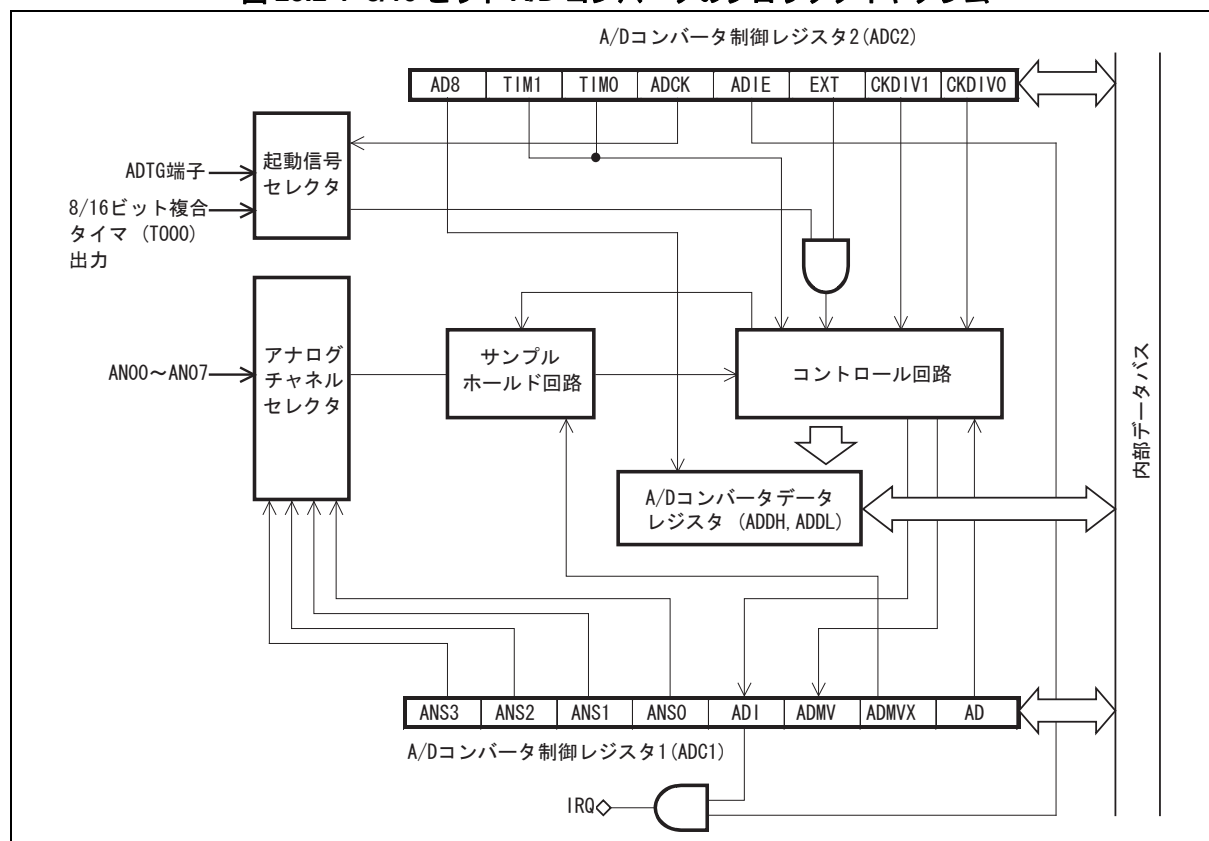 A/Dコンバータ制御レジスタ2(ADC2)
AD8 TIM1 TIM0 ADCK ADIE EXT CKDIV1 CKDIV0
起動信号
セレクタ
ADTG端子
8/16ビット複合
タイマ (TO00)
出力
アナログ
チャネル
セレクタ
AN00～AN07
サンプル
ホールド回路
コントロール回路
A/Dコンバータデータ
レジスタ (ADDH, ADDL)
内部データバス
ANS3 ANS2 ANS1 ANS0 ADI ADMV ADMVX AD
A/Dコンバータ制御レジスタ1(ADC1)
IRQ